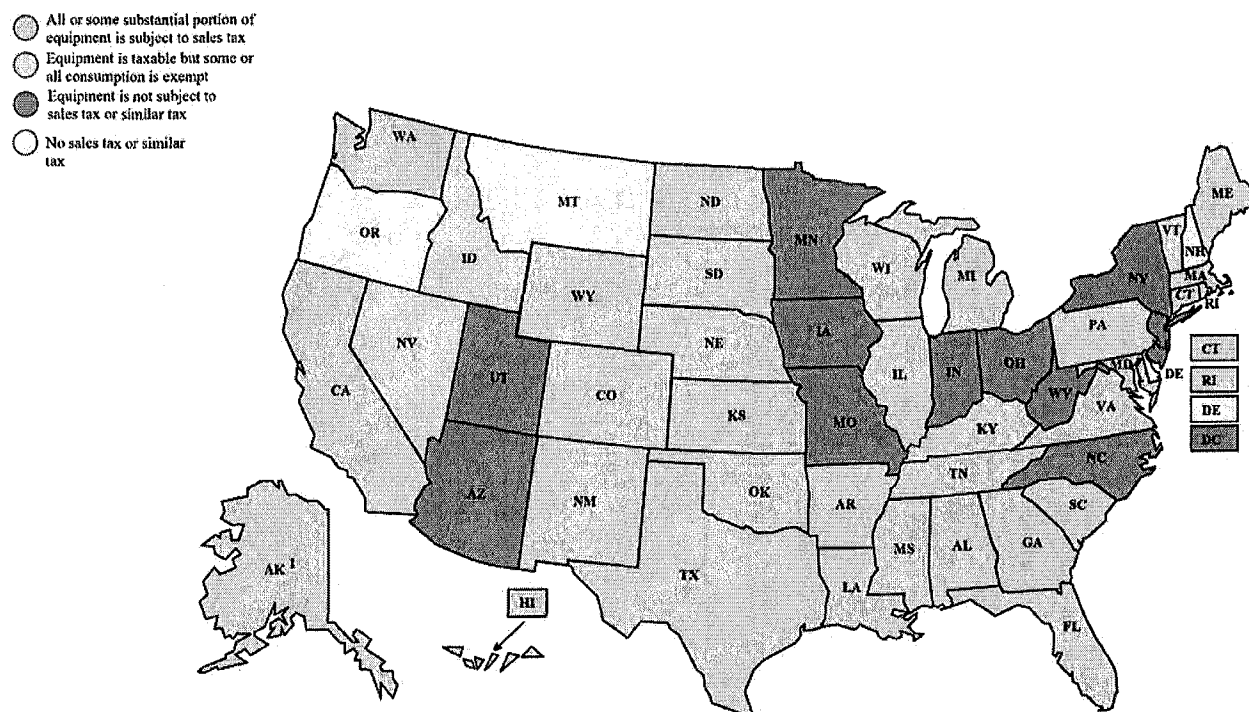 All or some substantial portion of
equipment is subject to sales tax
Equipment is taxable but some or
all consumption is exempt
Equipment is not subject to
sales tax or similar tax
No sales tax or similar
tax
WA
MT
ND
MN
ME
VT
NH
OR
ID
WY
SD
WI
MI
NY
MA
CT
RI
NV
UT
CO
NE
IA
IL
IN
OH
PA
CT
RI
DE
DC
CA
KS
MO
KY
WV
VA
MD
DE
AZ
NM
OK
AR
TN
NC
SC
MS
AL
GA
AK I
TX
LA
FL
HI